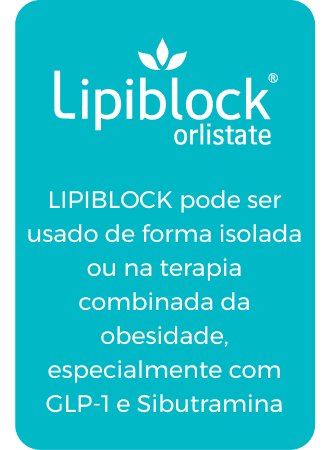 Lipiblock®
orlistate
LIPIBLOCK pode ser
usado de forma isolada
ou na terapia
combinada da
obesidade,
especialmente com
GLP-1 e Sibutramina